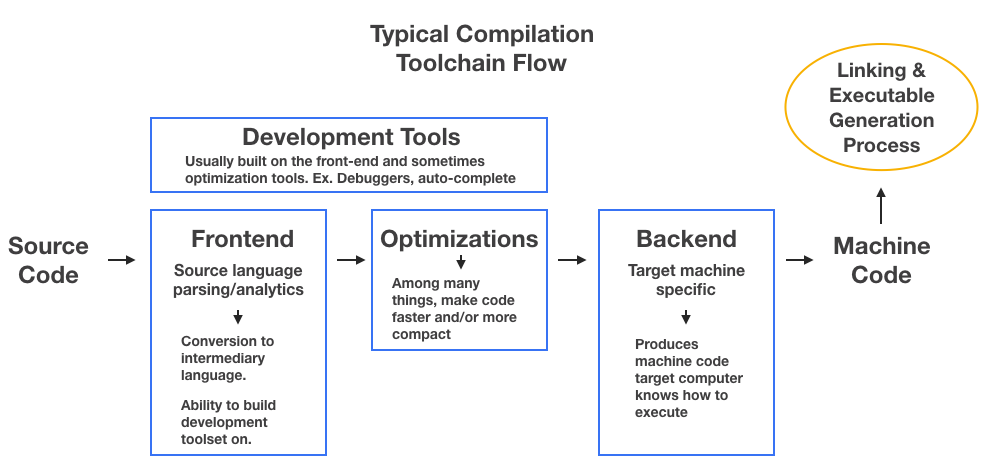 Typical Compilation
Toolchain Flow
Linking &
Executable
Generation
Process
Development Tools
Usually built on the front-end and sometimes
optimization tools. Ex. Debuggers, auto-complete
Source
Code
Frontend
Source language
parsing/analytics
Conversion to
intermediary
language.
Ability to build
development
toolset on.
Optimizations
Among many
things, make code
faster and/or more
compact
Backend
Target machine
specific
Produces
machine code
target computer
knows how to
execute
Machine
Code